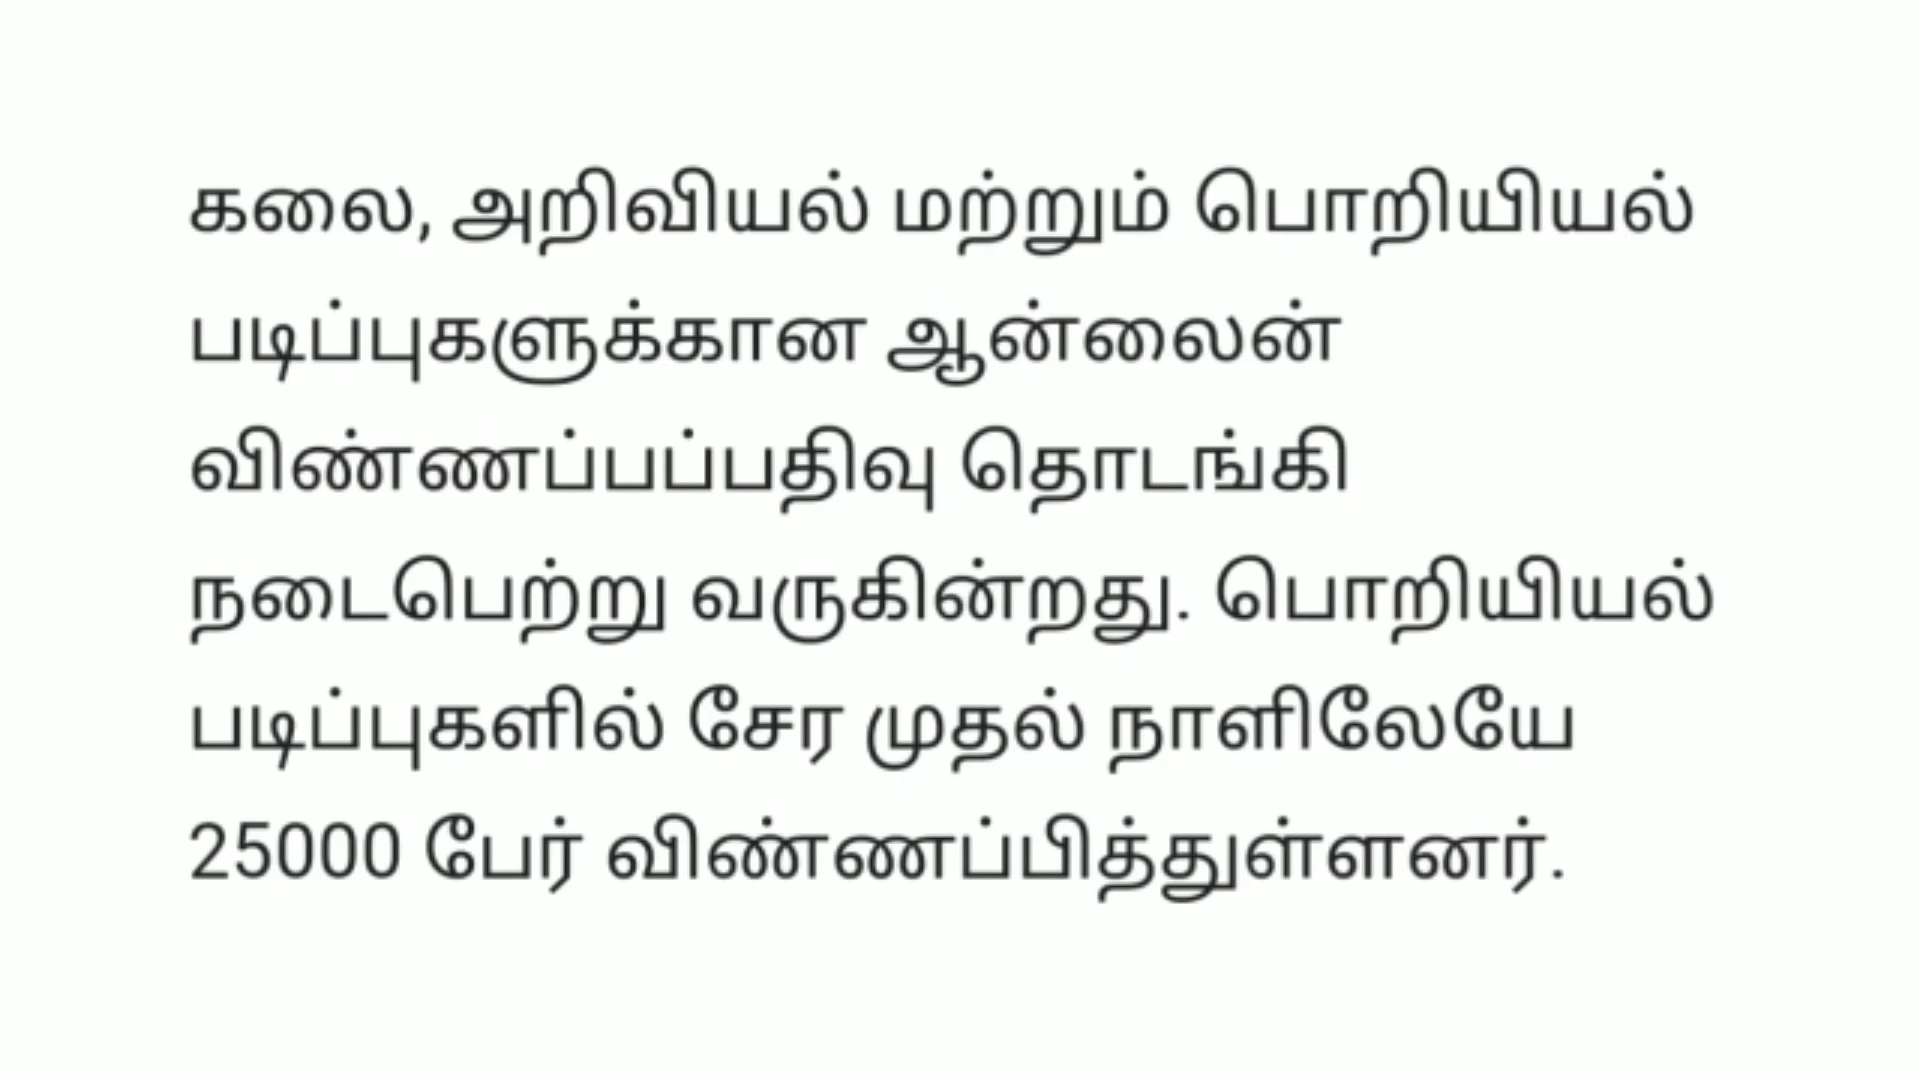 கலை, அறிவியல் மற்றும் பொறியியல்
படிப்புகளுக்கான ஆன்லைன்
விண்ணப்பப்பதிவு தொடங்கி
நடைபெற்று வருகின்றது. பொறியியல்
படிப்புகளில் சேர முதல் நாளிலேயே
25000 பேர் விண்ணப்பித்துள்ளனர்.